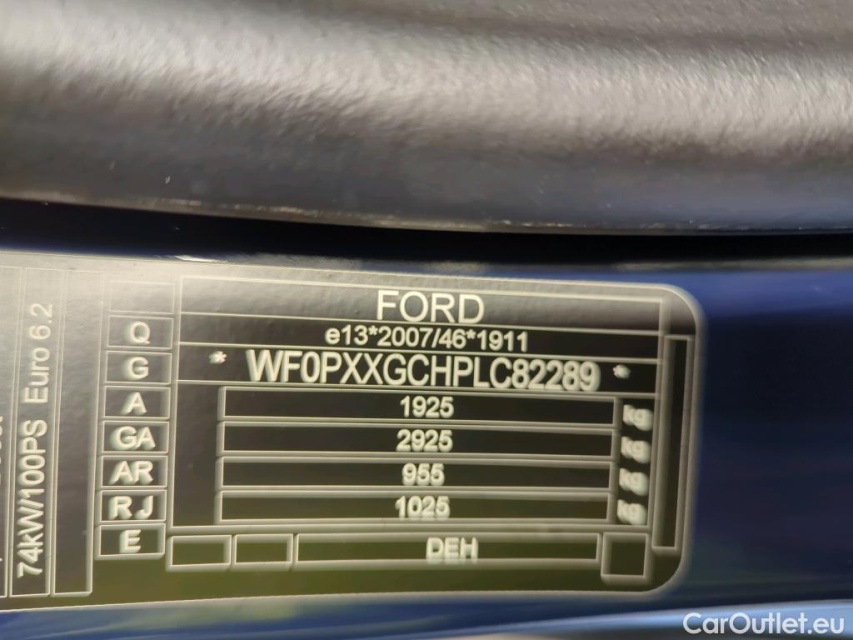 FORD
e13*2007/46*1911
* WF0PXXGCHPLC82289 *
1925 kg
2925 kg
955 kg
1025 kg
DEH
Q
G
A
GA
AR
RJ
E
74kW/100PS Euro 6.2
CarOutlet.eu